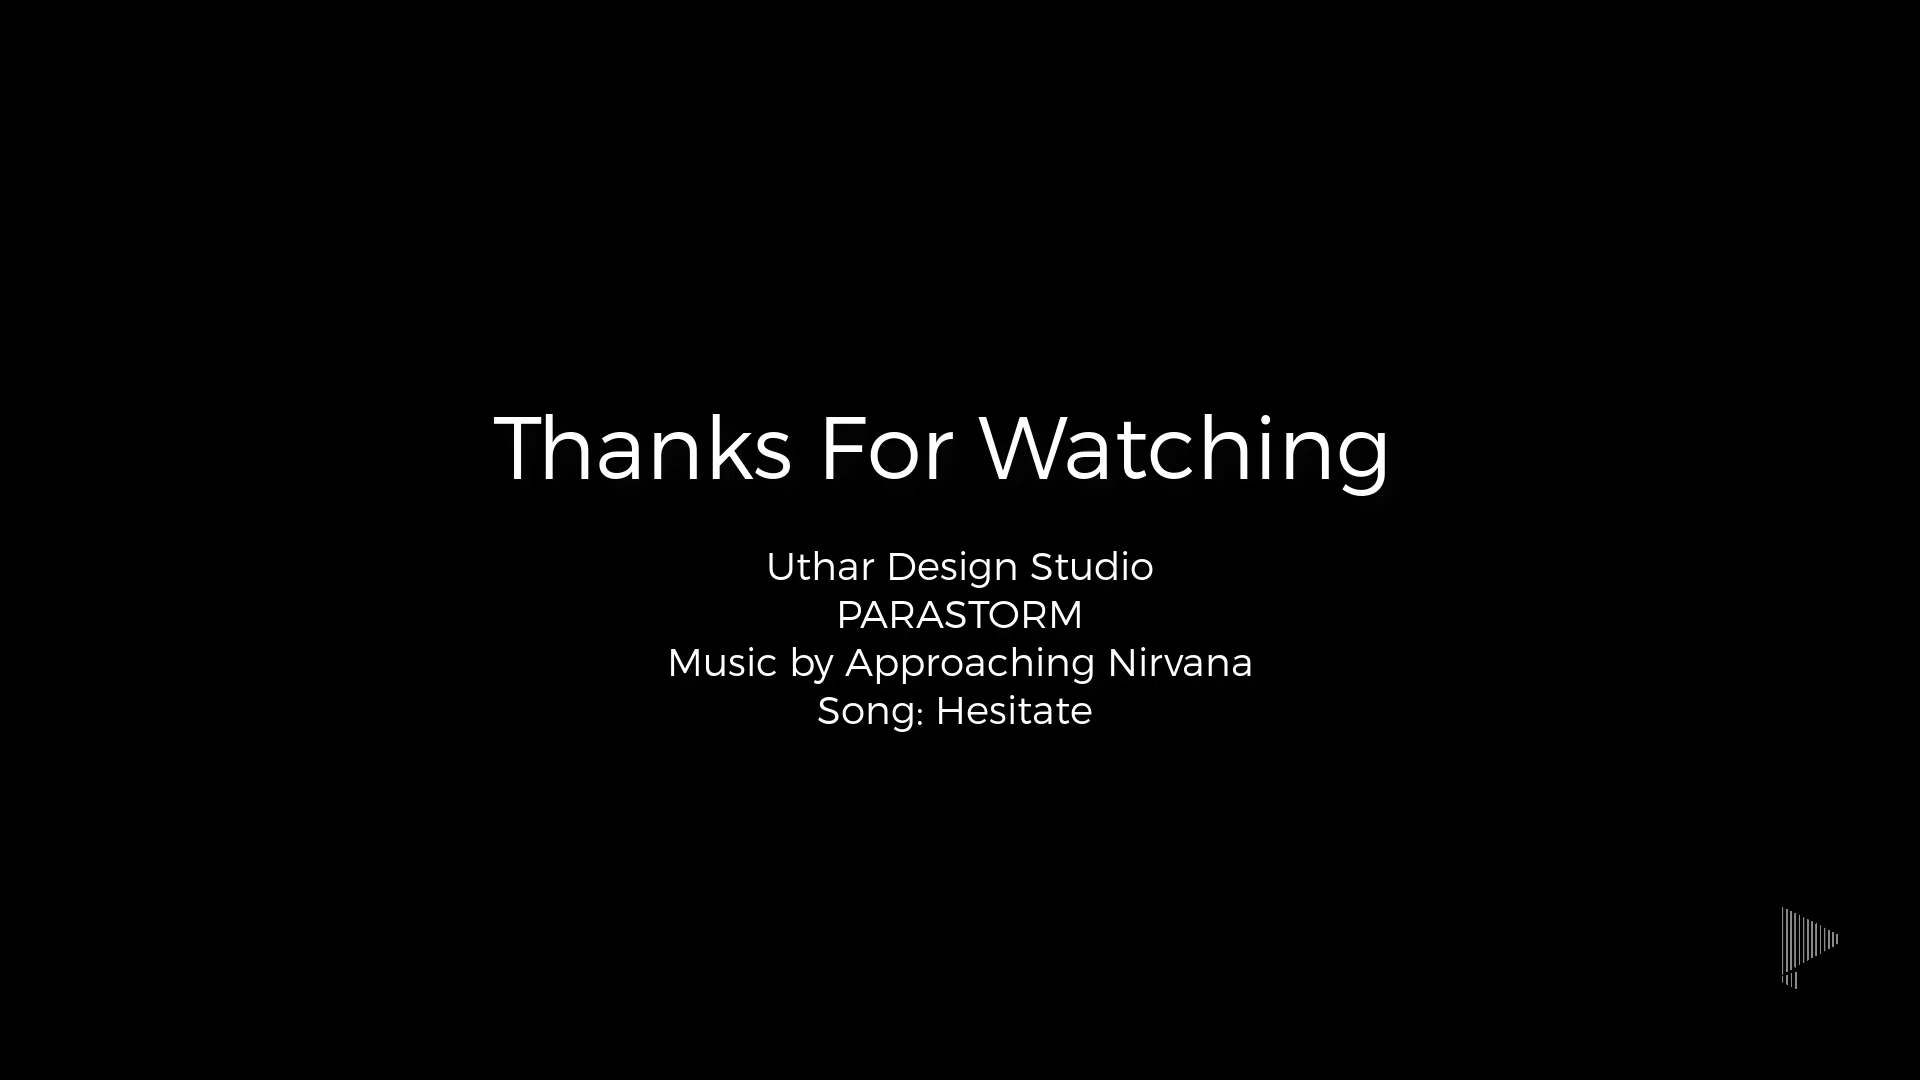 Thanks For Watching
Uthar Design Studio
PARASTORM
Music by Approaching Nirvana
Song: Hesitate